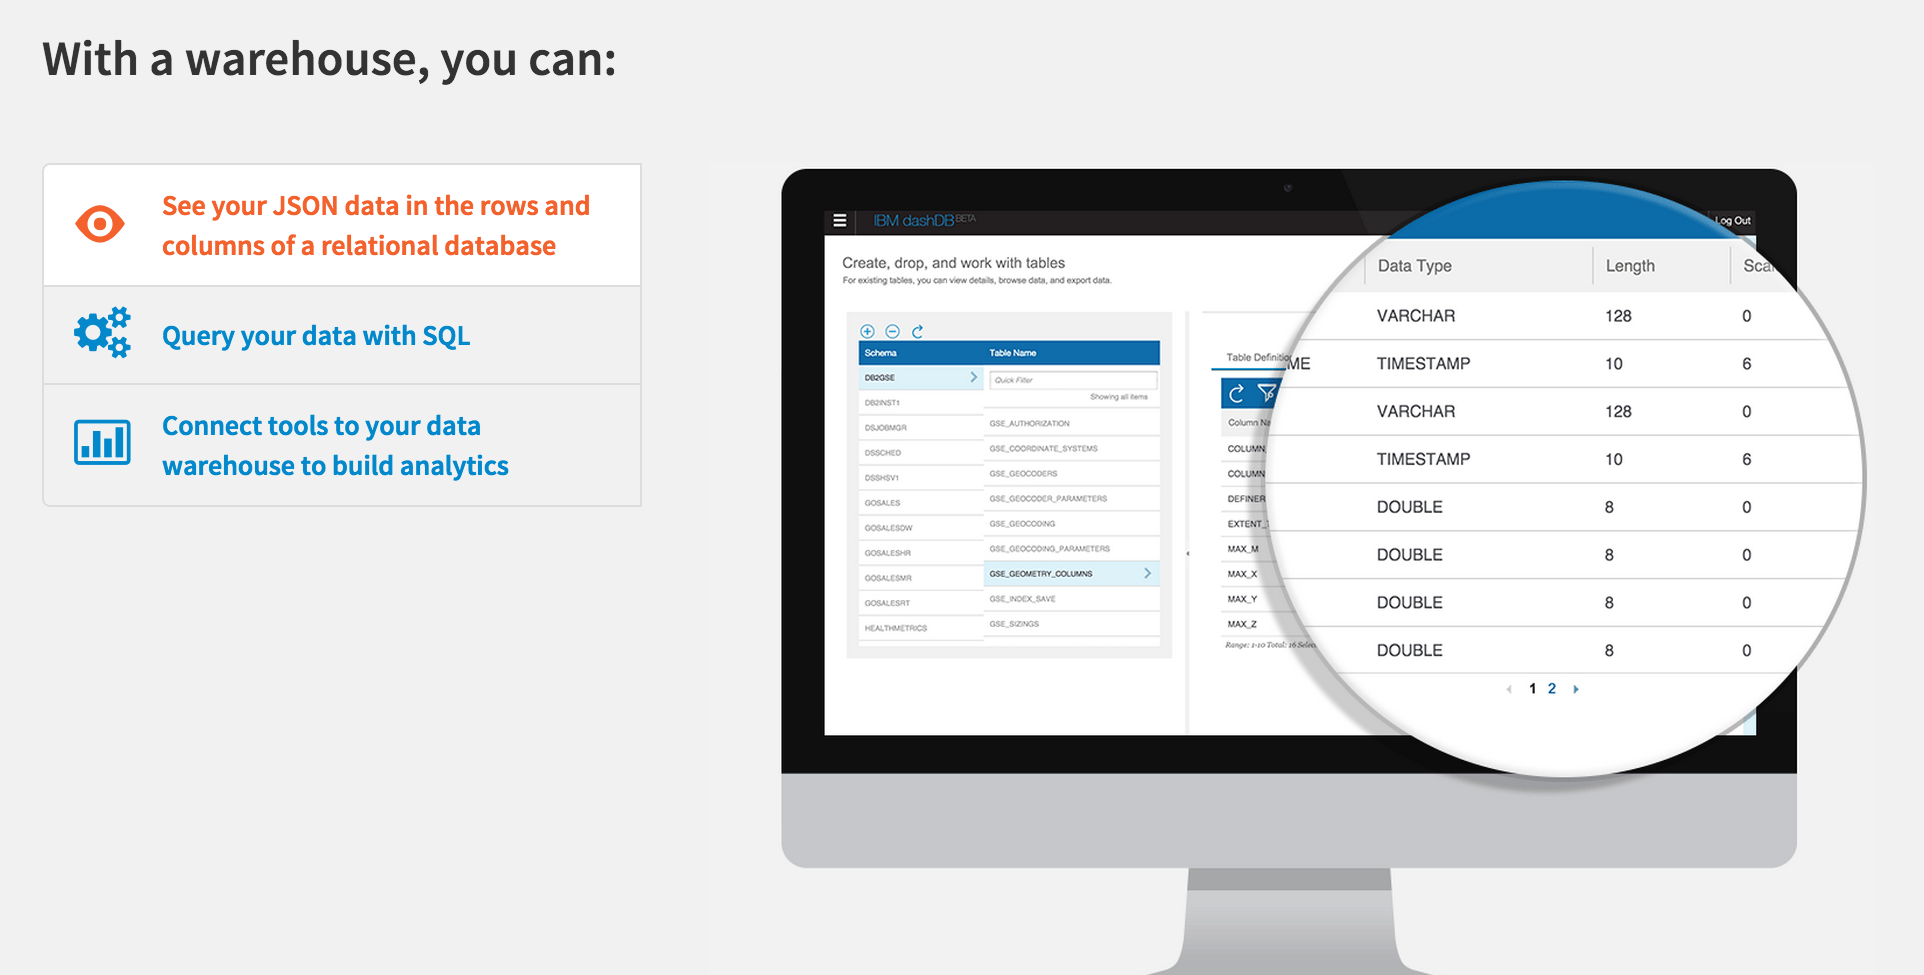 With a warehouse, you can:
See your JSON data in the rows and
columns of a relational database
Query your data with SQL
Connect tools to your data
warehouse to build analytics
IBM dashDB BETA
Log Out
Create, drop, and work with tables
For existing tables, you can view details, browse data, and export data.
Schema
DB2GSE
DB2INST1
DSJOBMGR
DSSCHED
DSSHSV1
GOSALES
GOSALESDW
GOSALESHR
GOSALESMR
GOSALESRT
HEALTHMETRICS
Table Name
Quick Filter
Showing all items
GSE_AUTHORIZATION
GSE_COORDINATE_SYSTEMS
GSE_GEOCODERS
GSE_GEOCODER_PARAMETERS
GSE_GEOCODING
GSE_GEOCODING_PARAMETERS
GSE_GEOMETRY_COLUMNS
GSE_INDEX_SAVE
GSE_SIZINGS
Table Definition
Column Na
COLUMN_
COLUMN
DEFINER
EXTENT_
MAX_M
MAX_X
MAX_Y
MAX_Z
Range: 1-10 Total: 16 Selec
ME
Data Type Length Sca
VARCHAR 128 0
TIMESTAMP 10 6
VARCHAR 128 0
TIMESTAMP 10 6
DOUBLE 8 0
DOUBLE 8 0
DOUBLE 8 0
DOUBLE 8 0
1 2